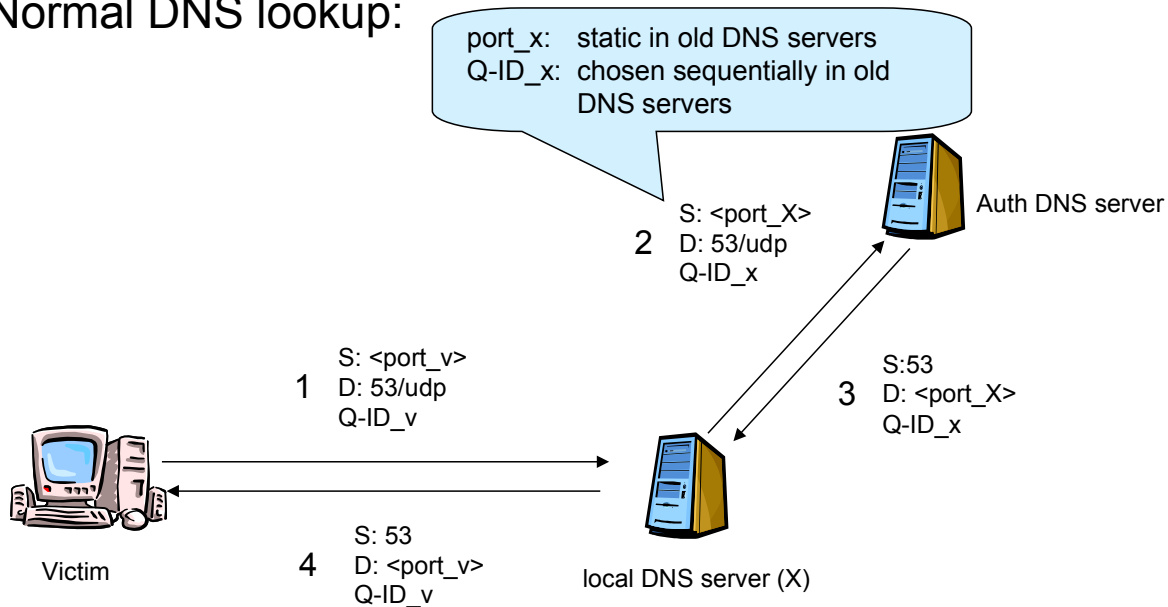 Normal DNS lookup:
port_x: static in old DNS servers
Q-ID_x: chosen sequentially in old
DNS servers
Auth DNS server
2
S: <port_X>
D: 53/udp
Q-ID_x
1
S: <port_v>
D: 53/udp
Q-ID_v
3
S:53
D: <port_X>
Q-ID_x
Victim
4
S: 53
D: <port_v>
Q-ID_v
local DNS server (X)